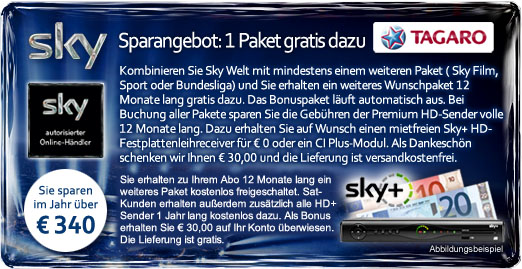 sky
Sparangebot: 1 Paket gratis dazu
TAGARO
Kombinieren Sie Sky Welt mit mindestens einem weiteren Paket ( Sky Film,
Sport oder Bundesliga) und Sie erhalten ein weiteres Wunschpaket 12
Monate lang gratis dazu. Das Bonuspaket läuft automatisch aus. Bei
Buchung aller Pakete sparen Sie die Gebühren der Premium HD-Sender volle
12 Monate lang. Dazu erhalten Sie auf Wunsch einen mietfreien Sky+ HD-
Festplattenleihreceiver für € 0 oder ein CI Plus-Modul. Als Dankeschön
schenken wir Ihnen € 30,00 und die Lieferung ist versandkostenfrei.
sky
autorisierter
Online-Händler
Sie sparen
im Jahr über
€ 340
Sie erhalten zu Ihrem Abo 12 Monate lang ein
weiteres Paket kostenlos freigeschaltet. Sat-
Kunden erhalten außerdem zusätzlich alle HD+
Sender 1 Jahr lang kostenlos dazu. Als Bonus
erhalten Sie € 30,00 auf Ihr Konto überwiesen.
Die Lieferung ist gratis.
sky+
10
20
Abbildungsbeispiel